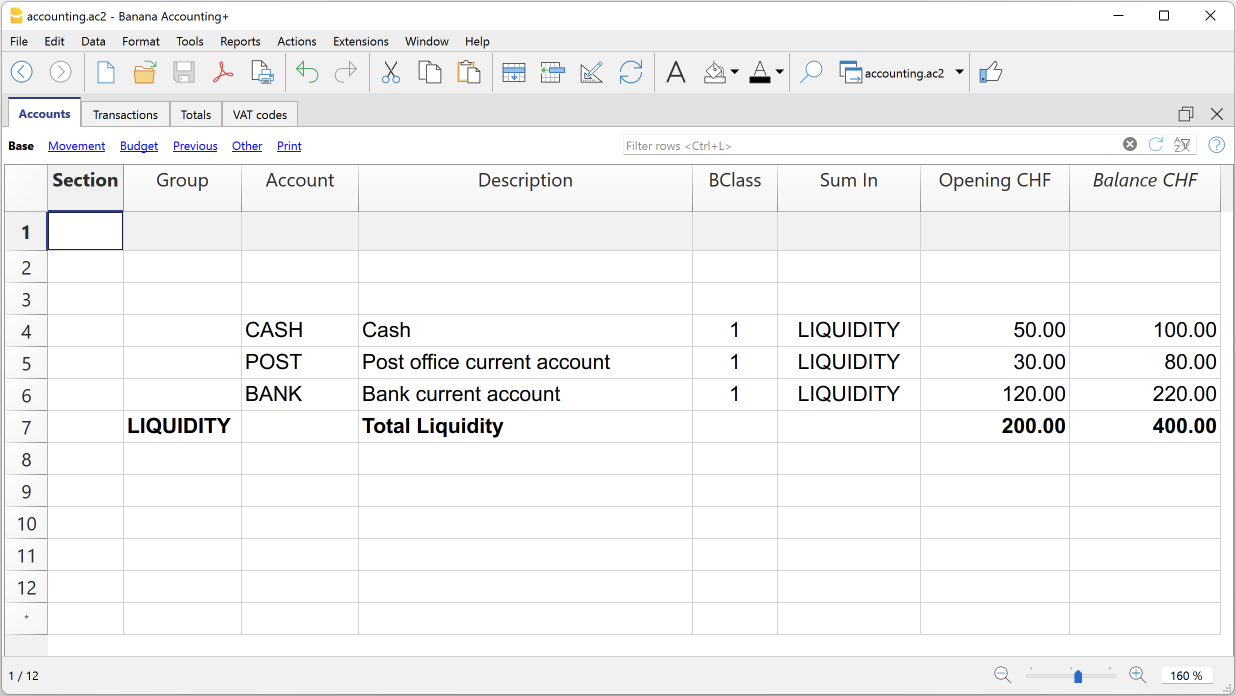 accounting.ac2 - Banana Accounting+
File Edit Data Format Tools Reports Actions Extensions Window Help
A A accounting.ac2
Accounts Transactions Totals VAT codes
Base Movement Budget Previous Other Print Filter rows <Ctrl+L>
Section Group Account Description BClass Sum In Opening CHF Balance CHF
1
2
3
4 CASH Cash 1 LIQUIDITY 50.00 100.00
5 POST Post office current account 1 LIQUIDITY 30.00 80.00
6 BANK Bank current account 1 LIQUIDITY 120.00 220.00
7 LIQUIDITY Total Liquidity 200.00 400.00
8
9
10
11
12
*
1 / 12 160 %